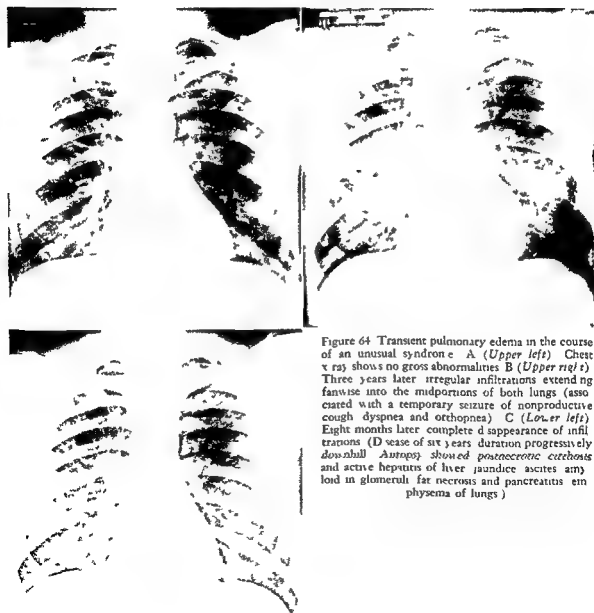 Figure 64 Transient pulmonary edema in the course
of an unusual syndrone A (Upper left) Chest
x ray shows no gross abnormalities B (Upper right)
Three years later irregular infiltrations extending
fanwise into the midportions of both lungs (asso
ciated with a temporary seizure of nonproductive
cough dyspnea and orthopnea) C (Lower left)
Eight months later complete d sappearance of infil
trations (D sease of six years duration progressively
downhill Autopsy showed postnecrotic cirrhosis
and active hepatitis of liver jaundice ascites amy
loid in glomeruli fat necrosis and pancreatitis em
physema of lungs)